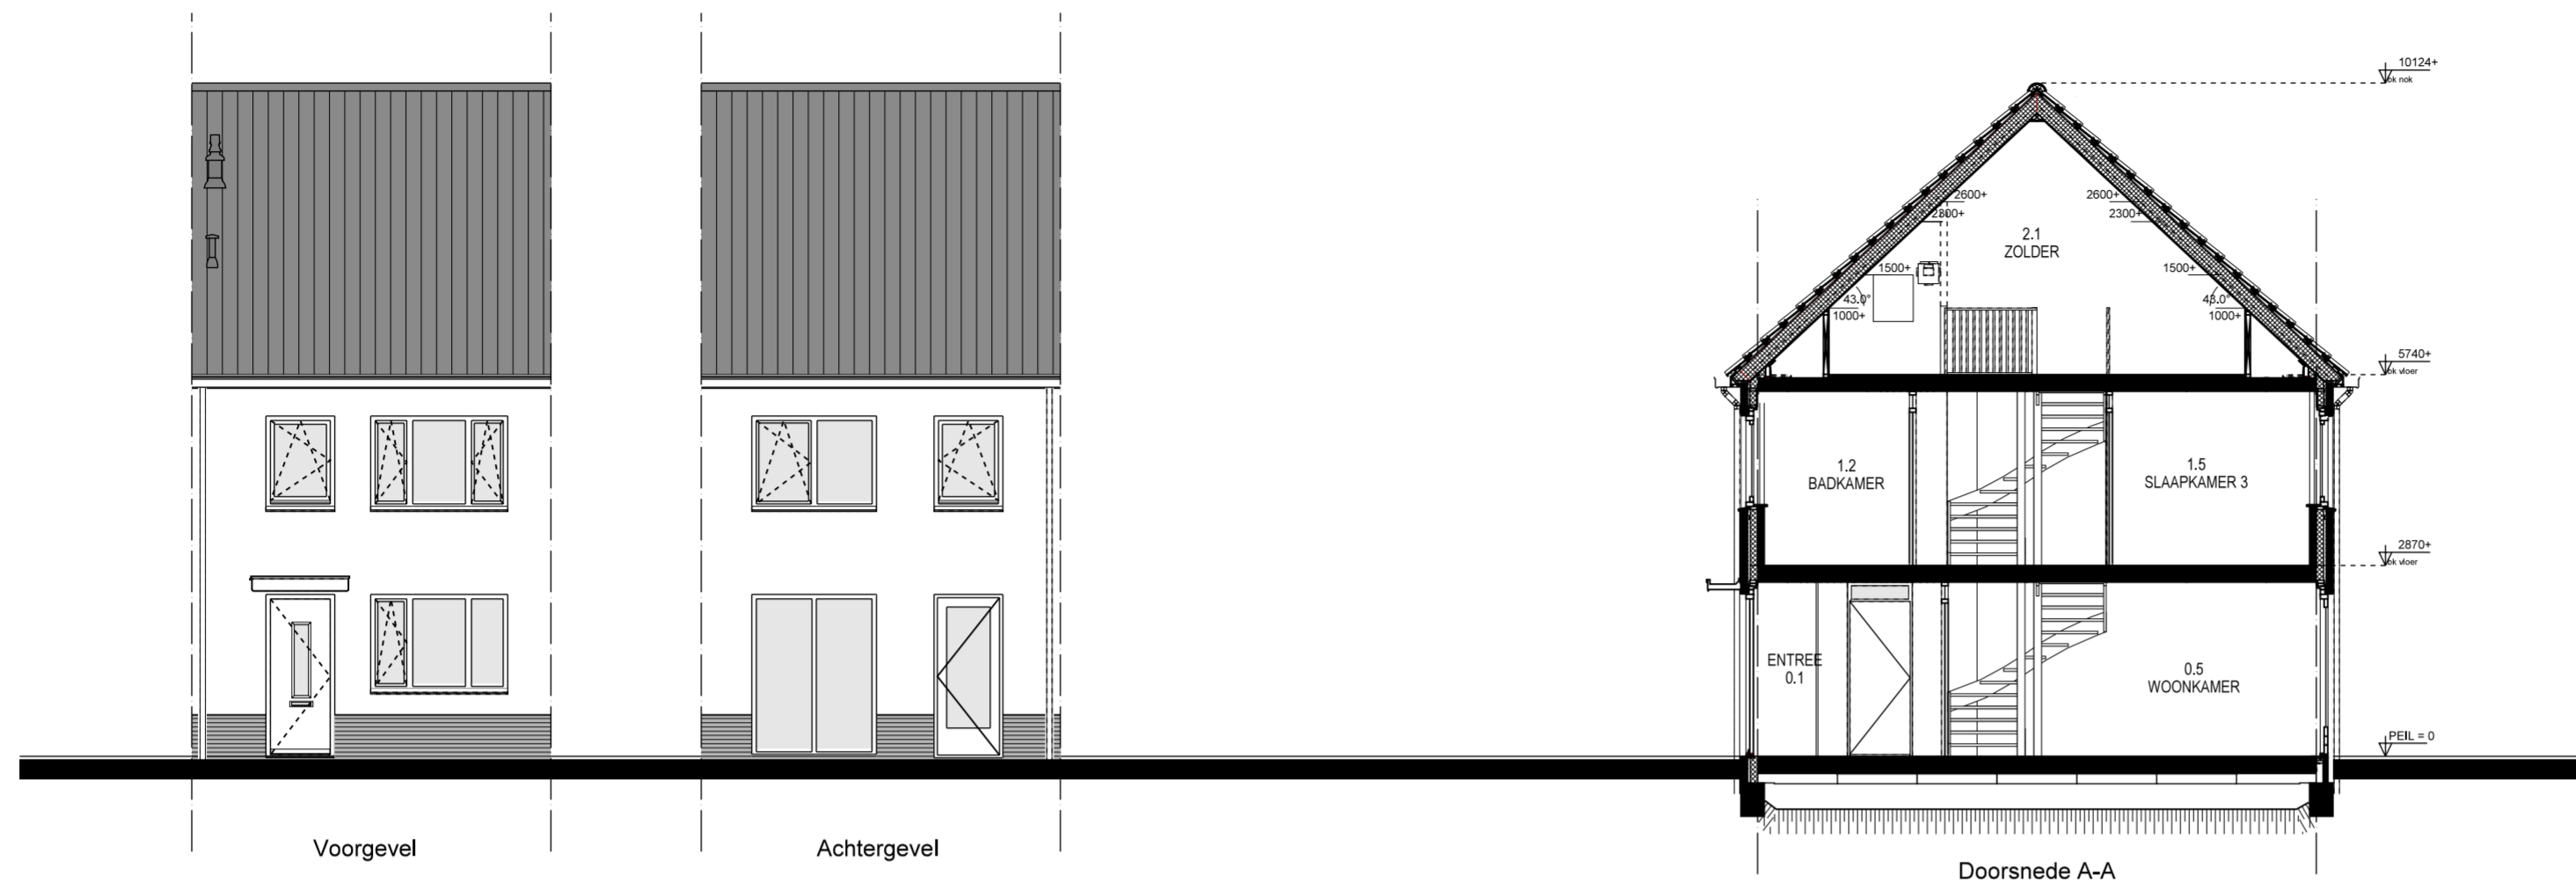 10124+
ok nok
2600+
2600+
2300+
2300+
2.1
ZOLDER
1500+
1500+
43.0°
43.0°
1000+
1000+
5740+
ok vloer
1.2
BADKAMER
1.5
SLAAPKAMER 3
2870+
ok vloer
ENTREE
0.1
0.5
WOONKAMER
PEIL = 0
Voorgevel
Achtergevel
Doorsnede A-A